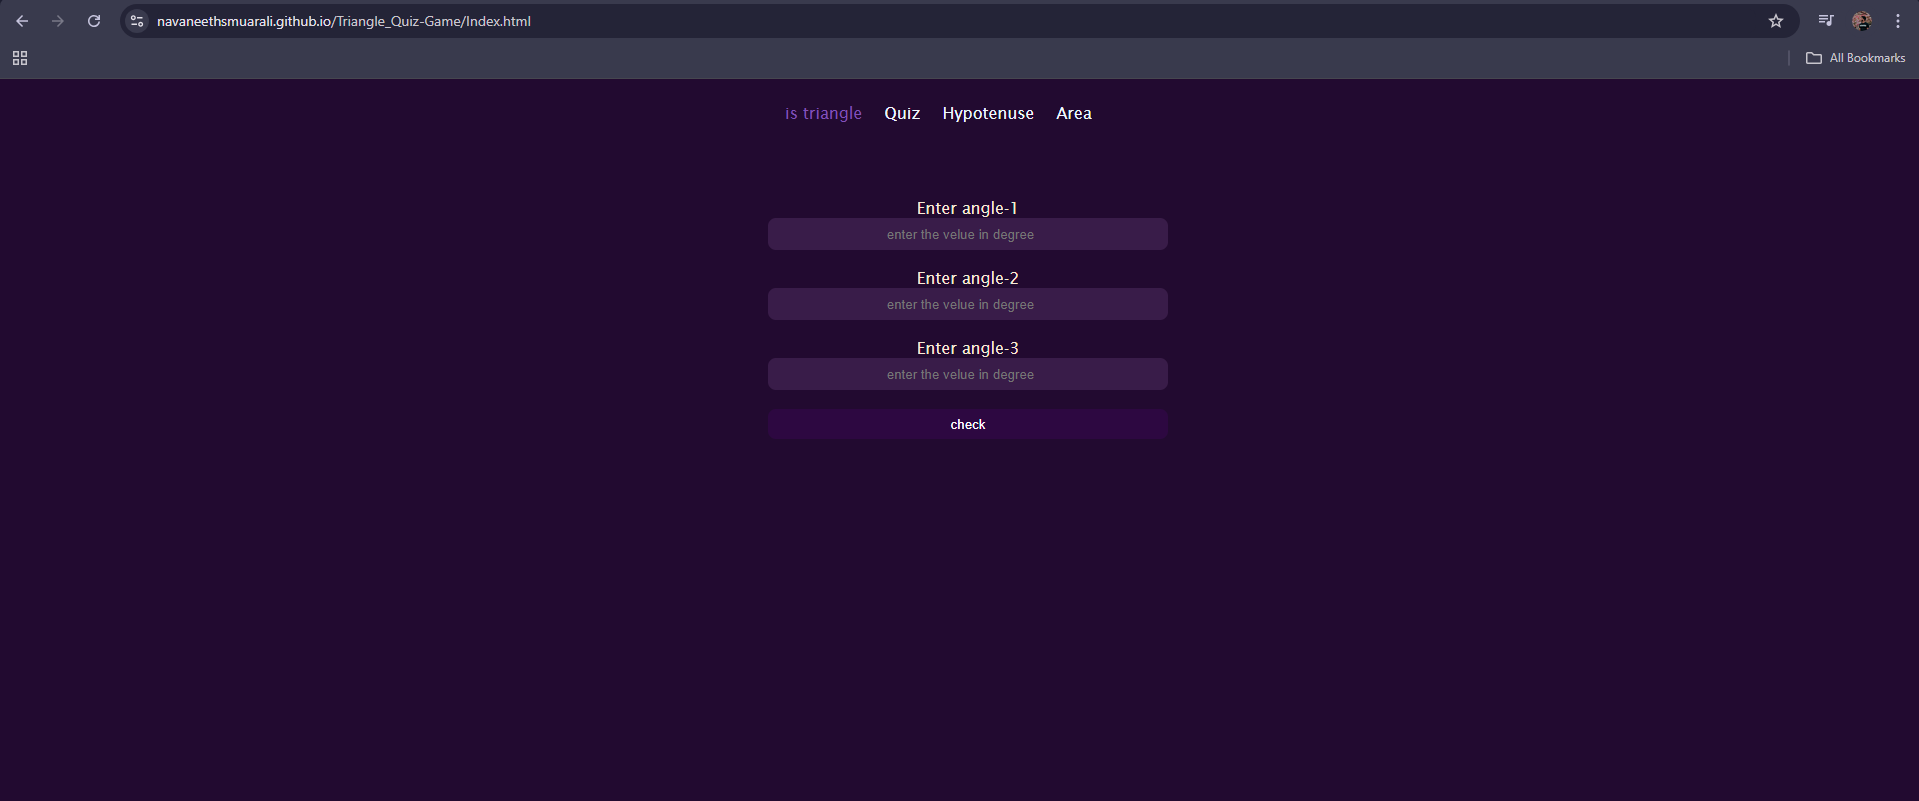 navaneethsmuarali.github.io/Triangle_Quiz-Game/Index.html
All Bookmarks
is triangle Quiz Hypotenuse Area
Enter angle-1
enter the velue in degree
Enter angle-2
enter the velue in degree
Enter angle-3
enter the velue in degree
check